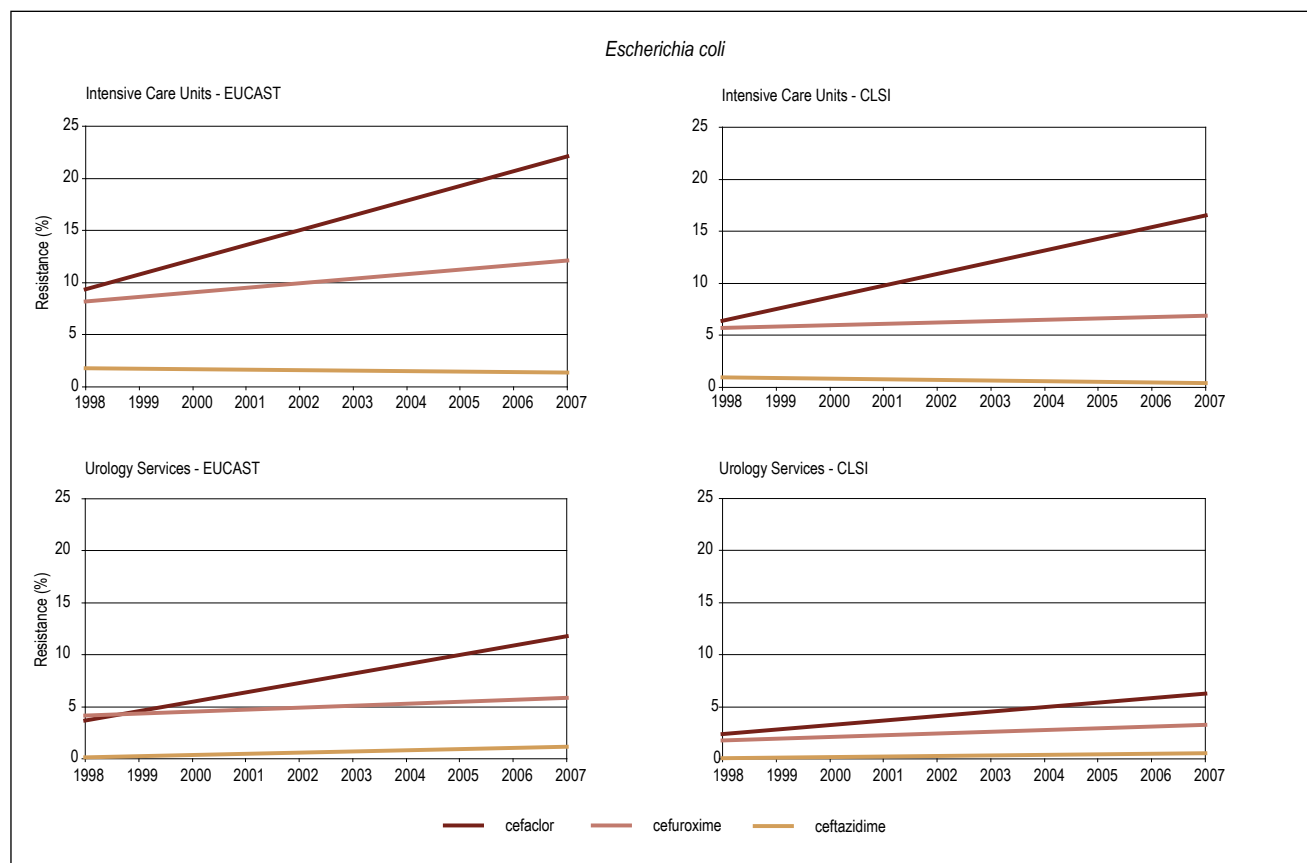 Escherichia coli
Intensive Care Units - EUCAST
Resistance (%)
25
20
15
10
5
0
1998 1999 2000 2001 2002 2003 2004 2005 2006 2007
Intensive Care Units - CLSI
25
20
15
10
5
0
1998 1999 2000 2001 2002 2003 2004 2005 2006 2007
Urology Services - EUCAST
Resistance (%)
25
20
15
10
5
0
1998 1999 2000 2001 2002 2003 2004 2005 2006 2007
Urology Services - CLSI
25
20
15
10
5
0
1998 1999 2000 2001 2002 2003 2004 2005 2006 2007
cefaclor cefuroxime ceftazidime